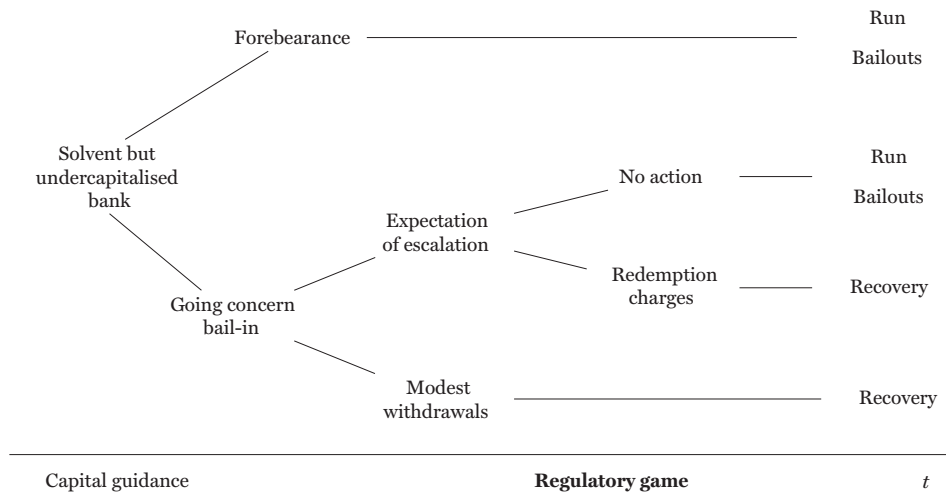 Run
Forebearance
Bailouts
Solvent but
undercapitalised
bank
Run
No action
Bailouts
Expectation
of escalation
Redemption
charges
Recovery
Going concern
bail-in
Modest
withdrawals
Recovery
Capital guidance
Regulatory game
t